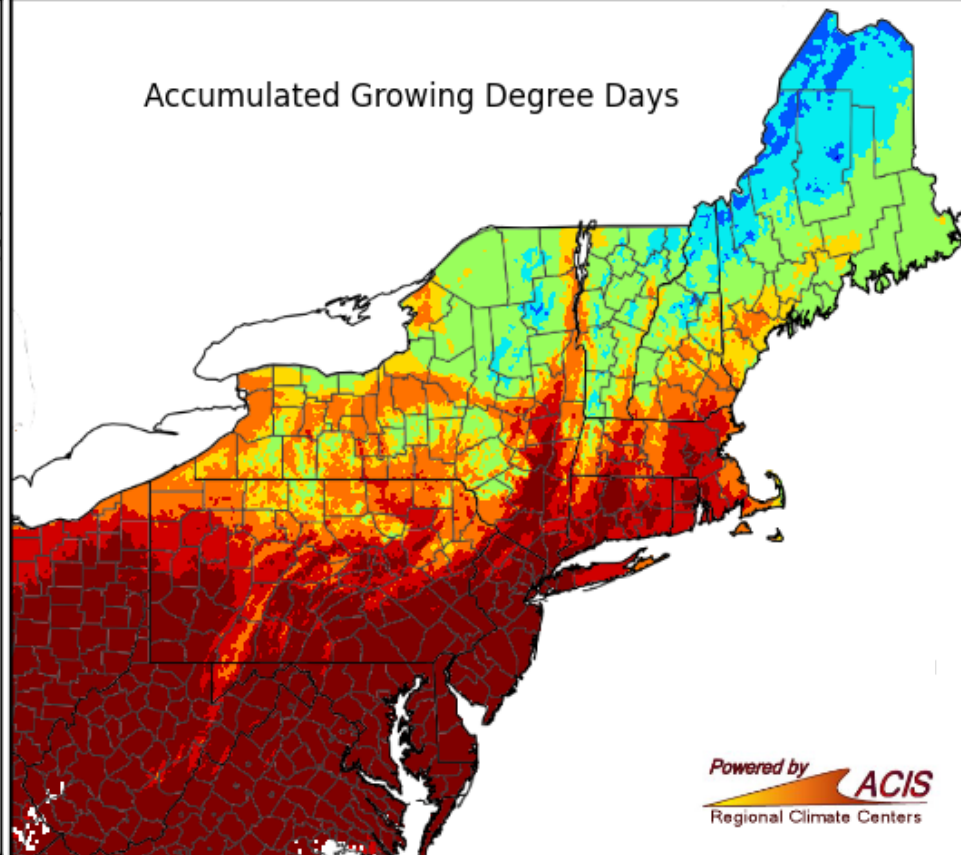 Accumulated Growing Degree Days
Powered by
ACIS
Regional Climate Centers